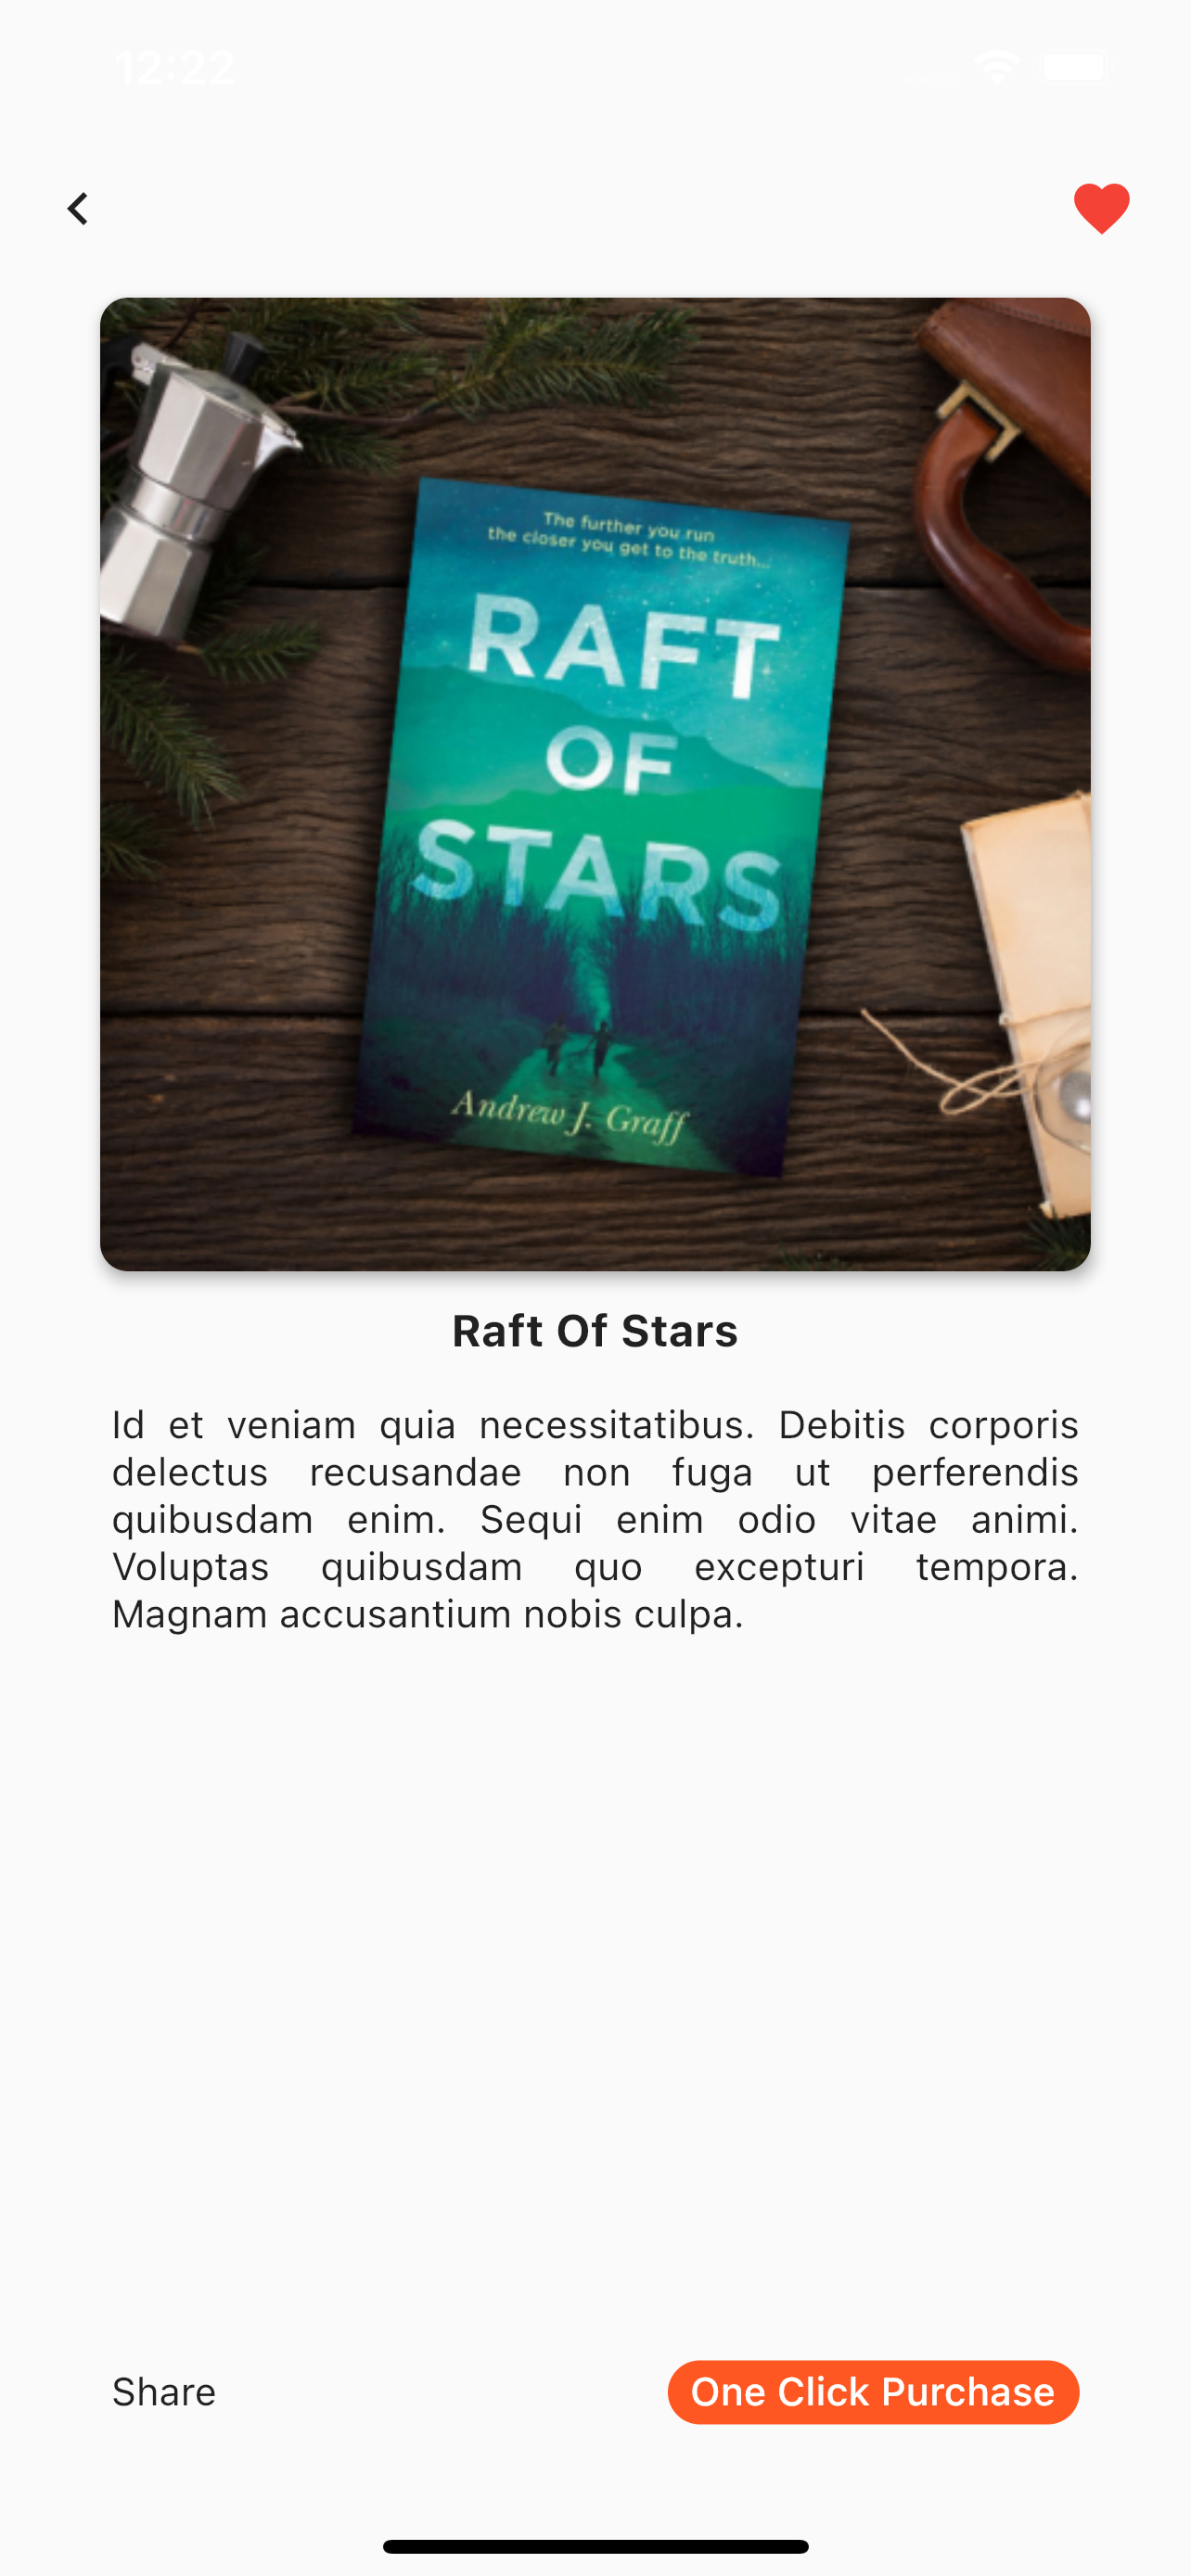 12:22
The further you run
the closer you get to the truth...
RAFT
OF
STARS
Andrew J. Graff
Raft Of Stars
Id et veniam quia necessitatibus. Debitis corporis
delectus recusandae non fuga ut perferendis
quibusdam enim. Sequi enim odio vitae animi.
Voluptas quibusdam quo excepturi tempora.
Magnam accusantium nobis culpa.
Share
One Click Purchase